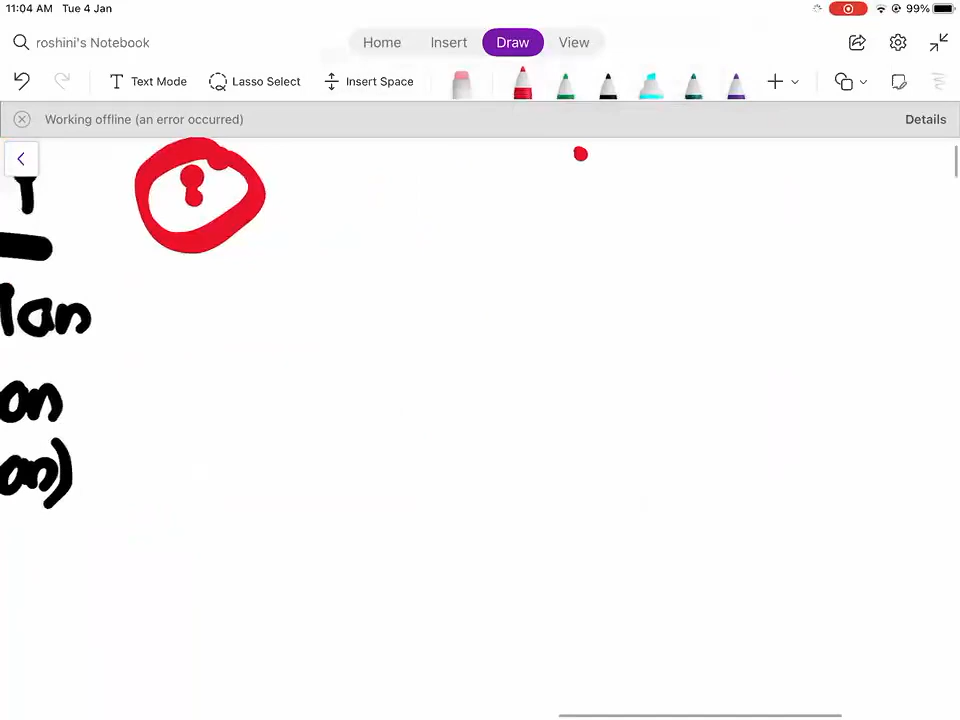 11:04 AM Tue 4 Jan 99%
roshini's Notebook Home Insert Draw View
Text Mode Lasso Select Insert Space
Working offline (an error occurred) Details
lan
on
an)